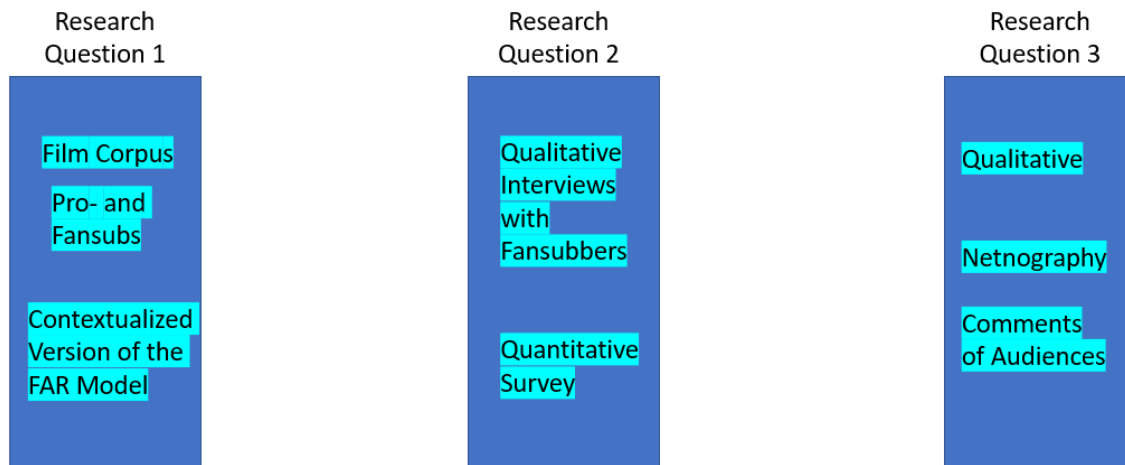 Research
Question 1
Film Corpus
Pro- and
Fansubs
Contextualized
Version of the
FAR Model
Research
Question 2
Qualitative
Interviews
with
Fansubbers
Quantitative
Survey
Research
Question 3
Qualitative
Netnography
Comments
of Audiences